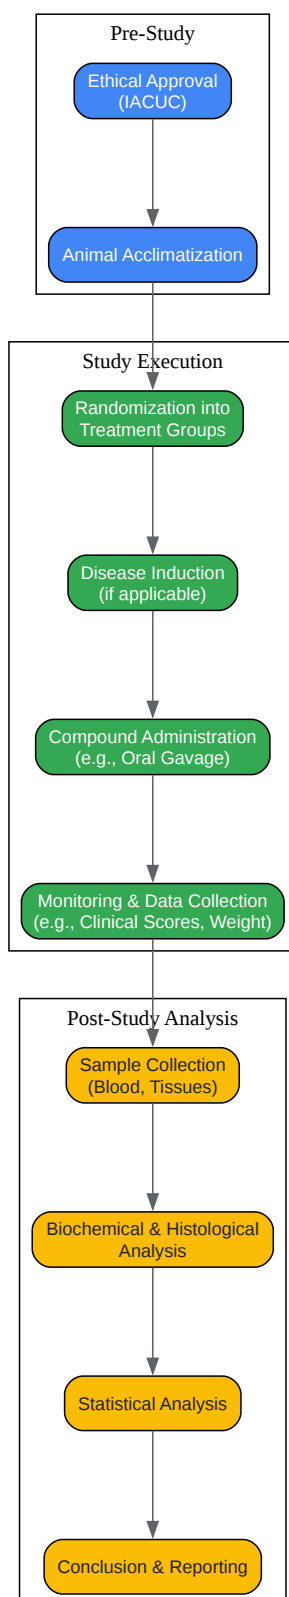 Pre-Study
Ethical Approval
(IACUC)
Animal Acclimatization
Study Execution
Randomization into
Treatment Groups
Disease Induction
(if applicable)
Compound Administration
(e.g., Oral Gavage)
Monitoring & Data Collection
(e.g., Clinical Scores, Weight)
Post-Study Analysis
Sample Collection
(Blood, Tissues)
Biochemical & Histological
Analysis
Statistical Analysis
Conclusion & Reporting